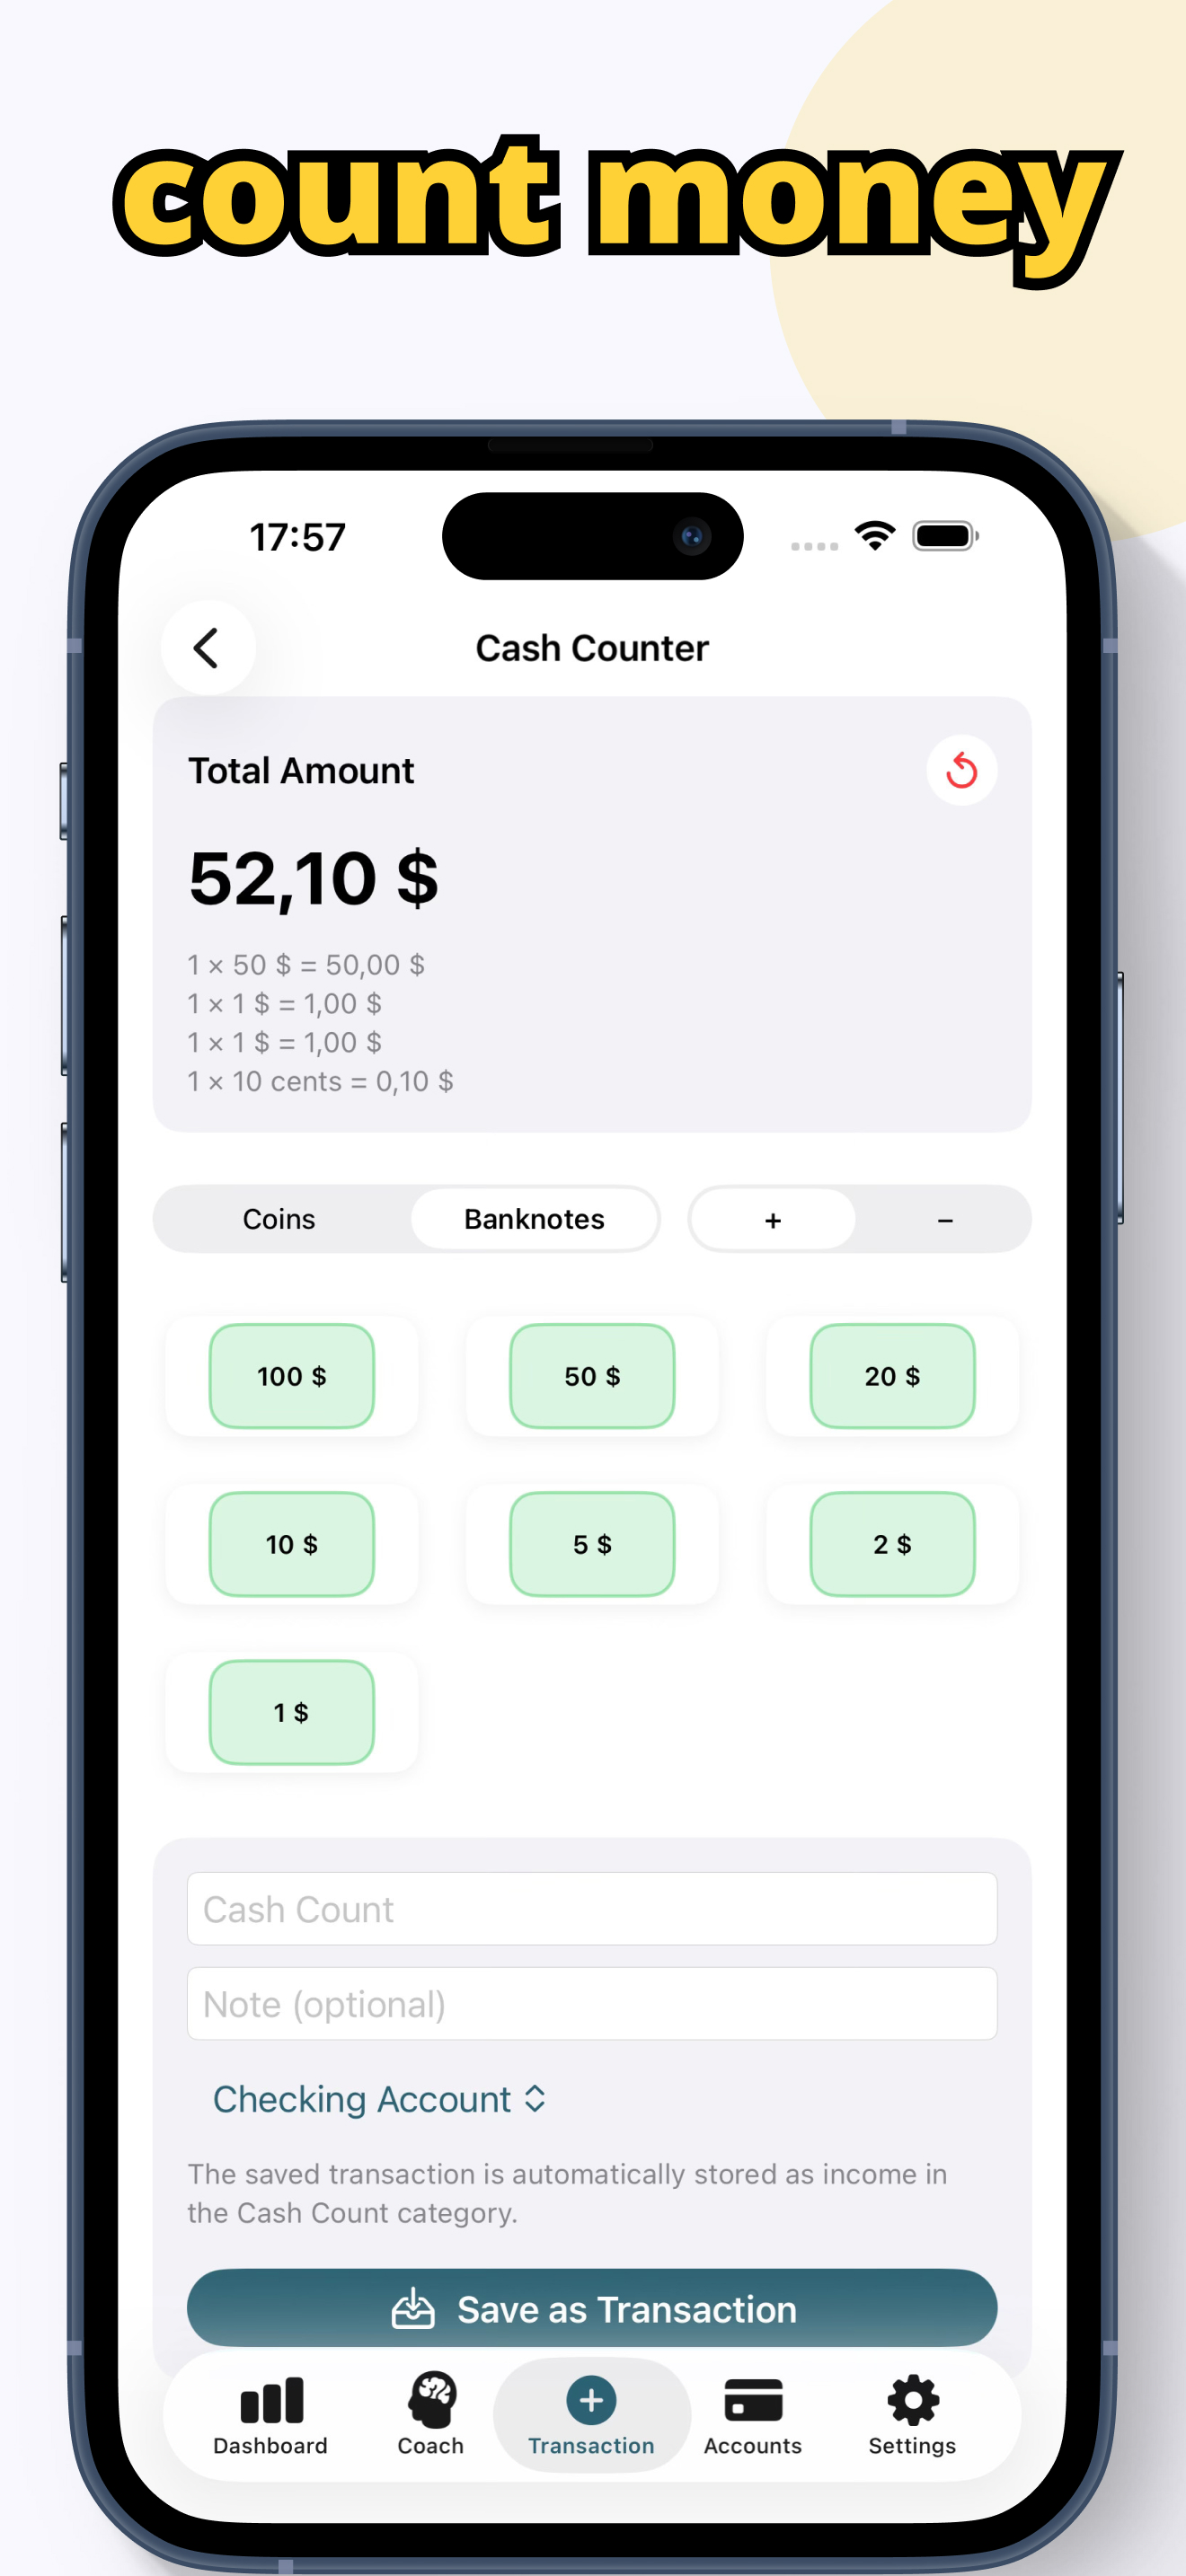 count money
17:57
Cash Counter
Total Amount
52,10 $
1 × 50 $ = 50,00 $
1 × 1 $ = 1,00 $
1 × 1 $ = 1,00 $
1 × 10 cents = 0,10 $
Coins Banknotes + –
100 $ 50 $ 20 $
10 $ 5 $ 2 $
1 $
Cash Count
Note (optional)
Checking Account
The saved transaction is automatically stored as income in
the Cash Count category.
Save as Transaction
Dashboard Coach Transaction Accounts Settings